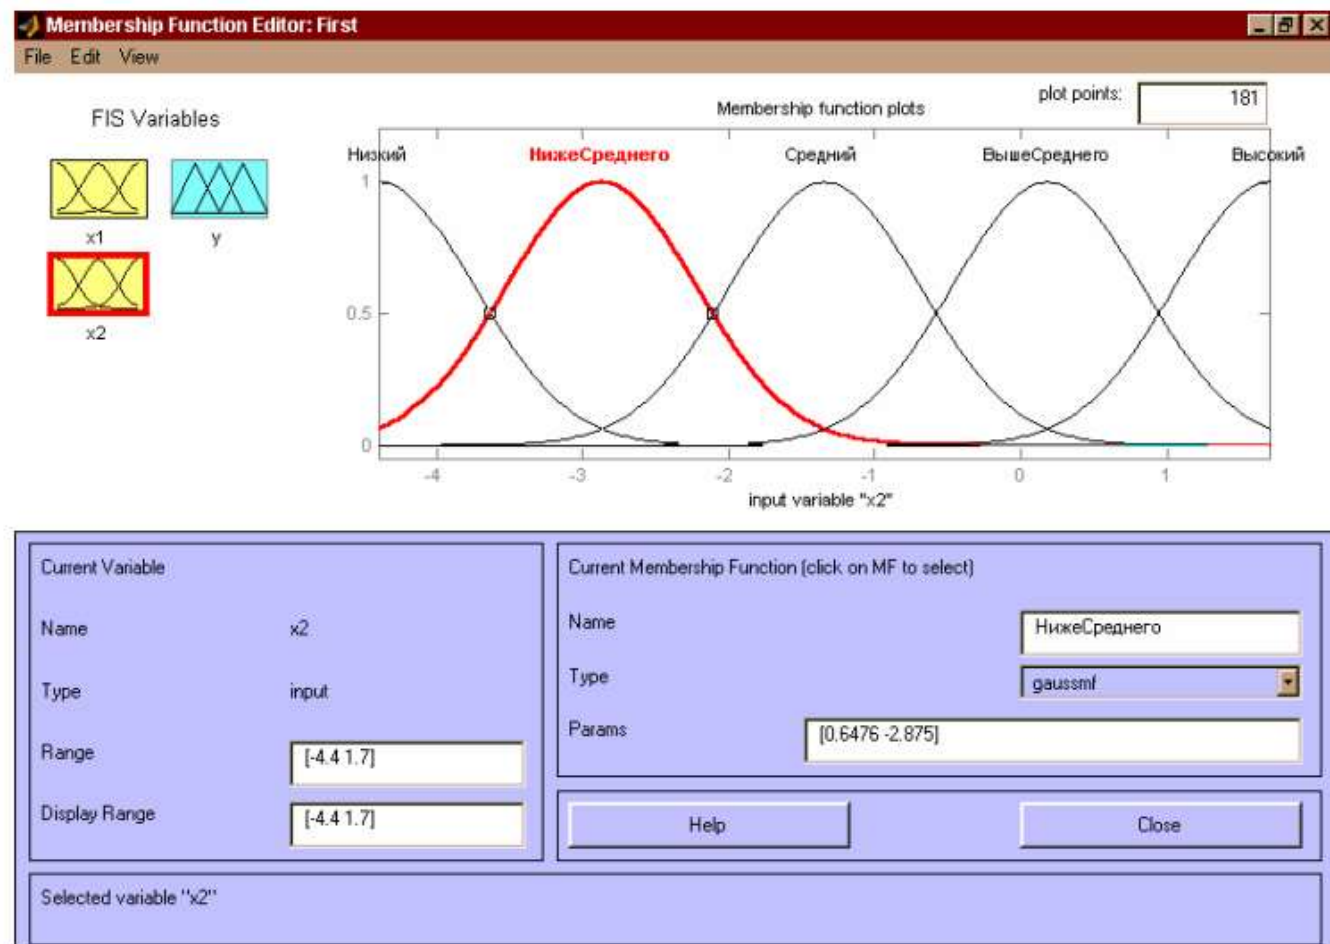 Membership Function Editor: First
File Edit View
FIS Variables
x1
y
x2
plot points:
181
Membership function plots
Низкий НижеСреднего Средний ВышеСреднего Высокий
1
0.5
0
-4 -3 -2 -1 0 1
input variable "x2"
Current Variable
Name x2
Type input
Range [-4.4 1.7]
Display Range [-4.4 1.7]
Current Membership Function (click on MF to select)
Name НижеСреднего
Type gaussmf
Params [0.6476 -2.875]
Help Close
Selected variable "x2"